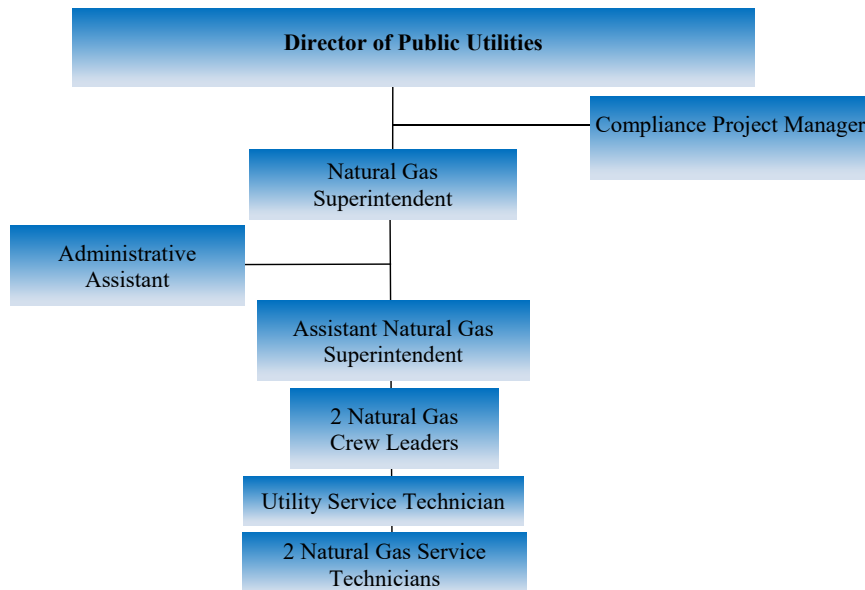 Director of Public Utilities
Compliance Project Manager
Natural Gas
Superintendent
Administrative
Assistant
Assistant Natural Gas
Superintendent
2 Natural Gas
Crew Leaders
Utility Service Technician
2 Natural Gas Service
Technicians